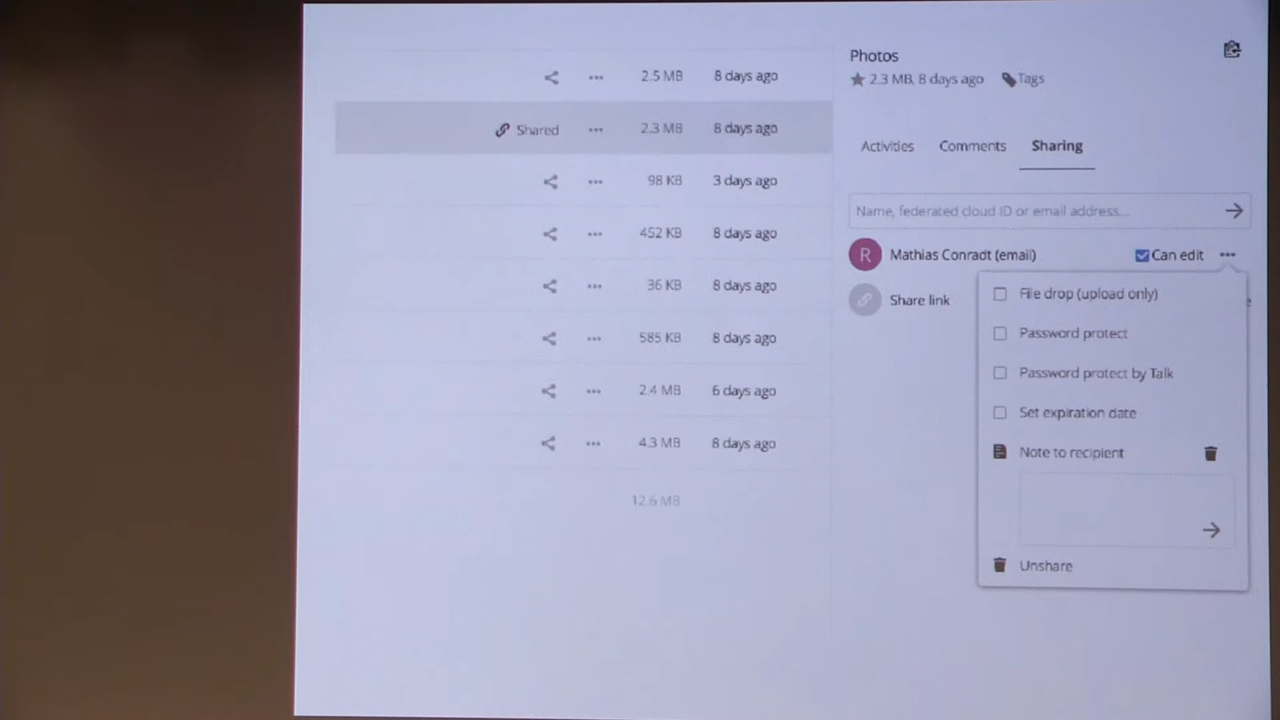 2.5 MB 8 days ago
Shared 2.3 MB 8 days ago
98 KB 3 days ago
452 KB 8 days ago
36 KB 8 days ago
585 KB 8 days ago
2.4 MB 6 days ago
4.3 MB 8 days ago
12.6 MB
Photos
2.3 MB, 8 days ago Tags
Activities Comments Sharing
Name, federated cloud ID or email address...
R Mathias Conradt (email) Can edit
Share link
File drop (upload only)
Password protect
Password protect by Talk
Set expiration date
Note to recipient
Unshare